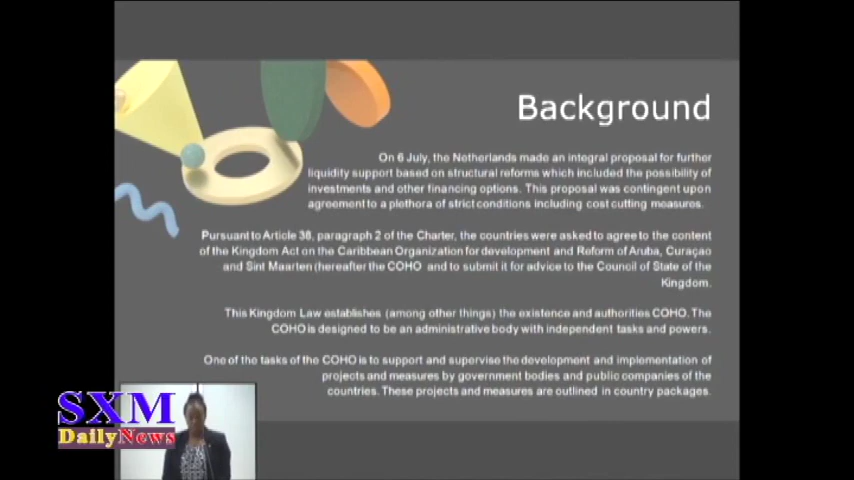 Background
On 6 July, the Netherlands made an integral proposal for further
liquidity support based on structural reforms which included the possibility of
investments and other financing options. This proposal was contingent upon
agreement to a plethora of strict conditions including cost cutting measures.
Pursuant to Article 38, paragraph 2 of the Charter, the countries were asked to agree to the content
of the Kingdom Act on the Caribbean Organization for development and Reform of Aruba, Curaçao
and Sint Maarten (hereafter the COHO and to submit it for advice to the Council of State of the
Kingdom.
This Kingdom Law establishes (among other things) the existence and authorities COHO. The
COHO is designed to be an administrative body with independent tasks and powers.
One of the tasks of the COHO is to support and supervise the development and implementation of
projects and measures by government bodies and public companies of the
countries. These projects and measures are outlined in country packages.
SXM
DailyNews